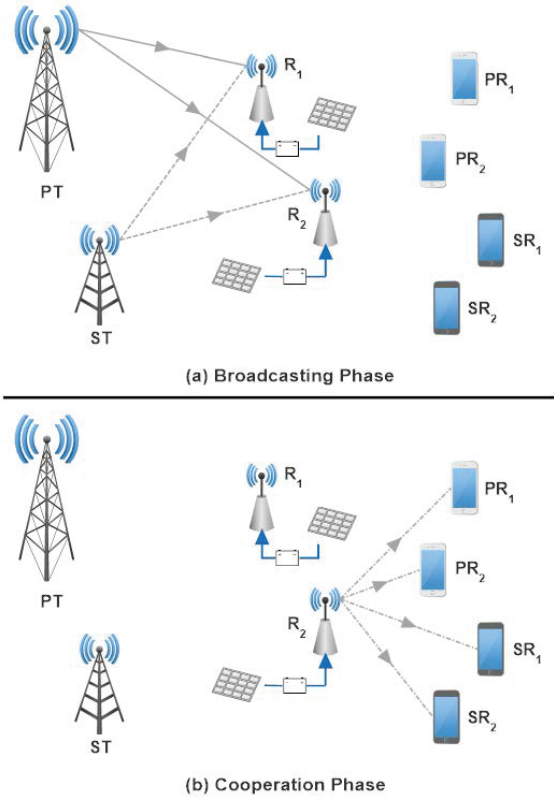 R1
PR1
PT
PR2
R2
SR1
ST
SR2
(a) Broadcasting Phase
R1
PR1
PR2
PT
R2
SR1
ST
SR2
(b) Cooperation Phase